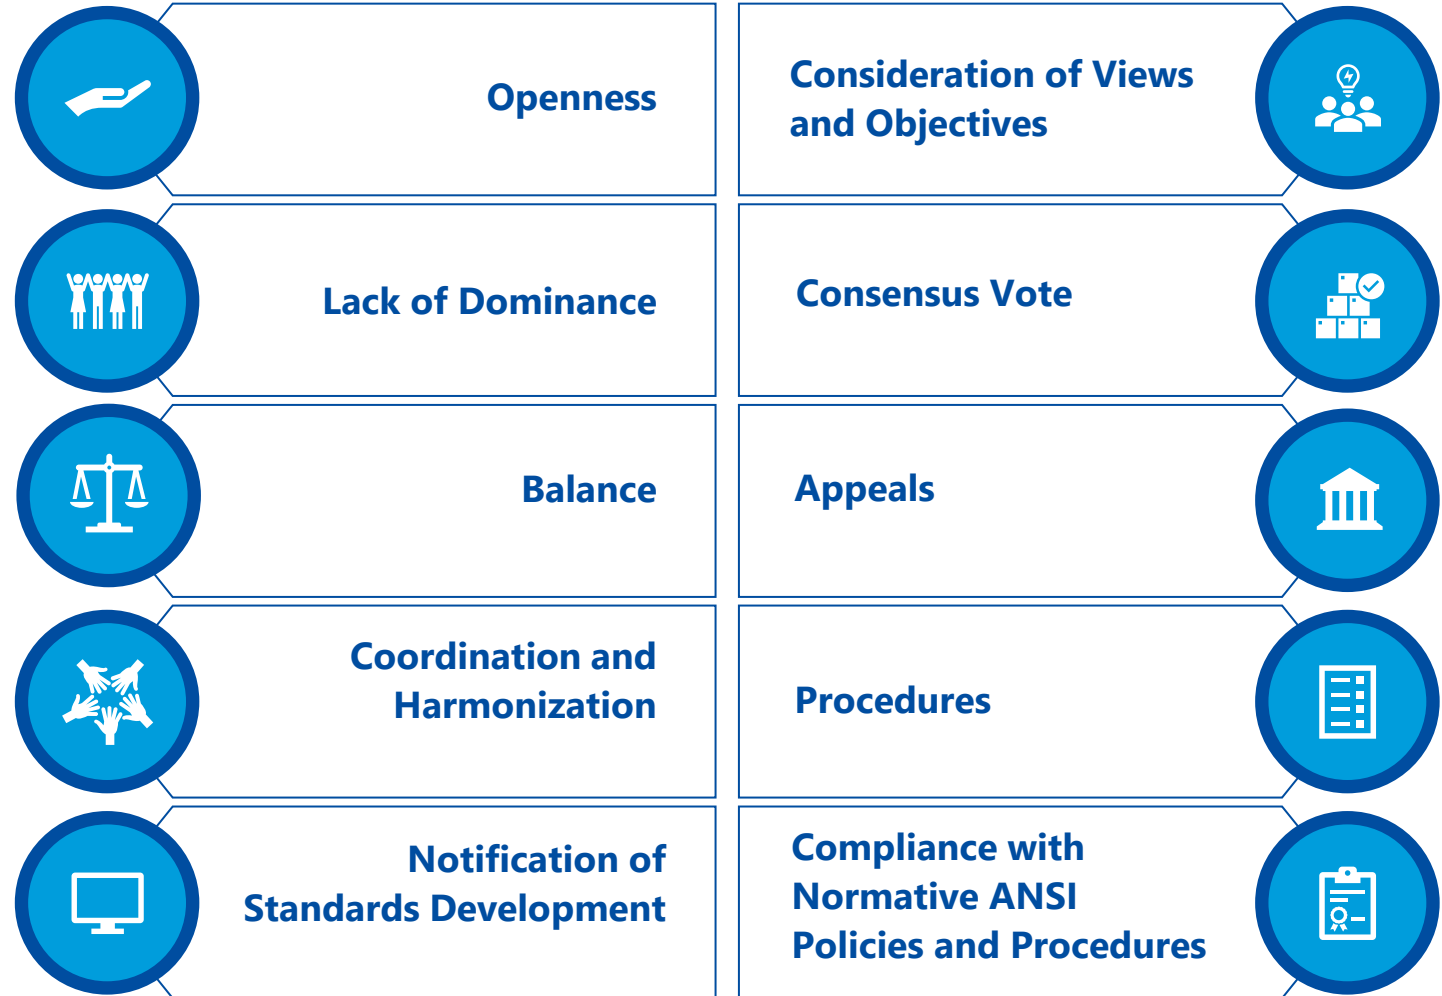 Openness
Lack of Dominance
Balance
Coordination and
Harmonization
Notification of
Standards Development
Consideration of Views
and Objectives
Consensus Vote
Appeals
Procedures
Compliance with
Normative ANSI
Policies and Procedures